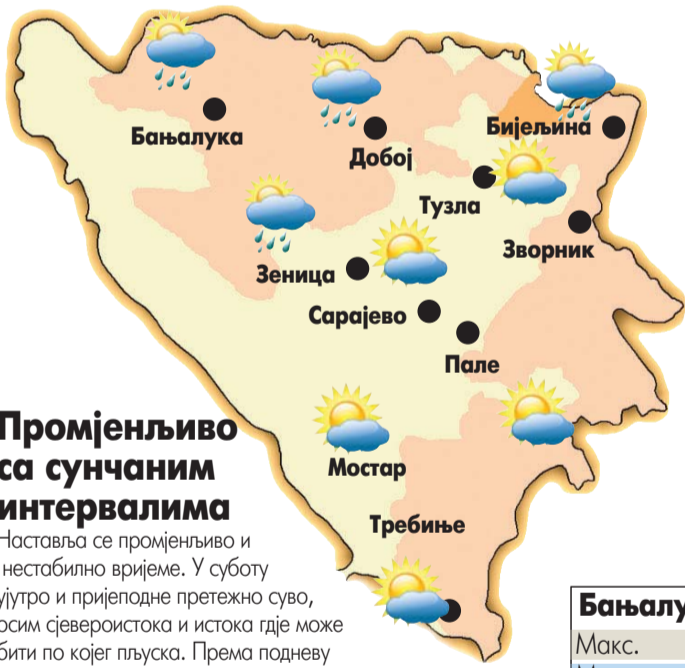 Бањалука
Добој
Бијељина
Тузла
Зворник
Зеница
Сарајево
Пале
Мостар
Требиње
Промјенљиво
са сунчаним
интервалима
Наставља се промјенљиво и
нестабилно вријеме. У суботу
ујутро и пријеподне претежно суво,
осим сјевероистока и истока гдје може
бити по којег пљуска. Према подневу
Бањалу
Макс.